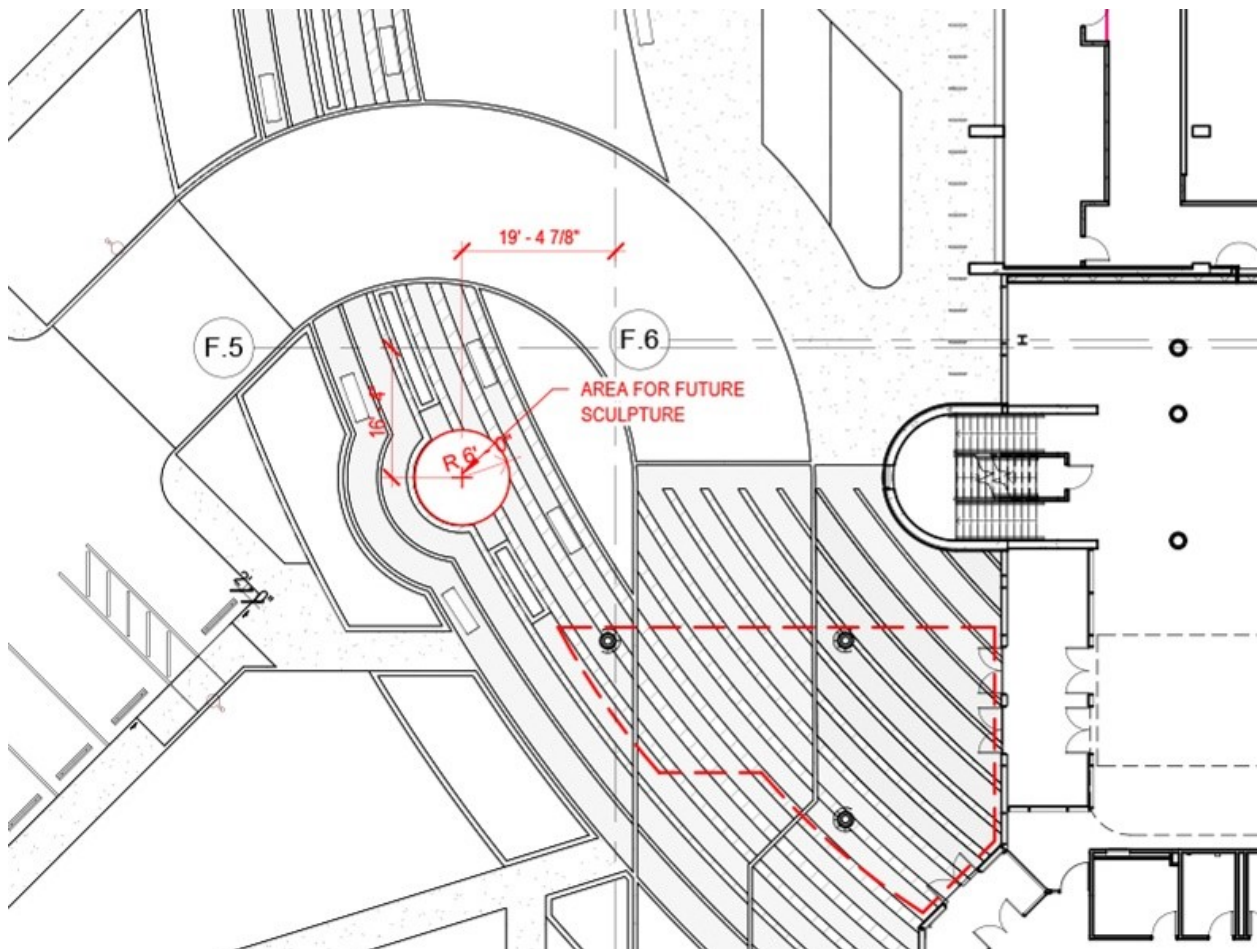 19' - 4 7/8"
F.5
F.6
H
AREA FOR FUTURE
SCULPTURE
16' - 4"
R 6' - 0"